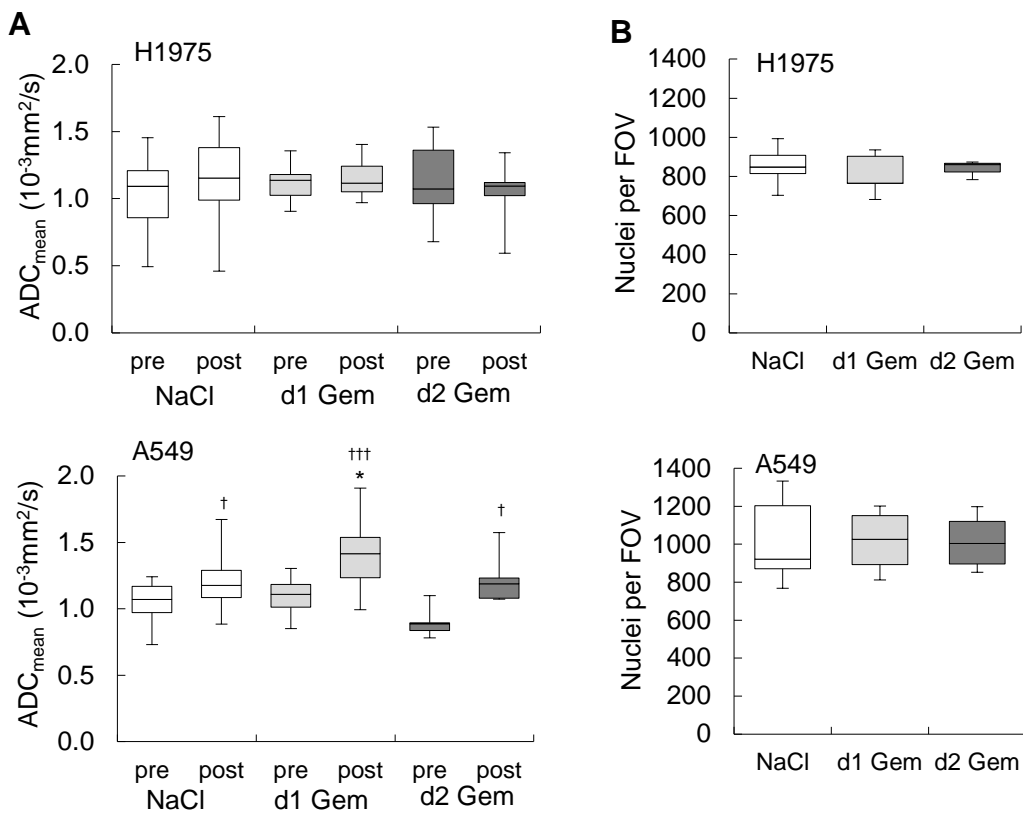 A
H1975
2.0
1.5
1.0
0.5
0.0
ADCmean (10-3mm2/s)
pre post pre post pre post
NaCl d1 Gem d2 Gem
B
H1975
1400
1200
1000
800
600
400
200
0
Nuclei per FOV
NaCl d1 Gem d2 Gem
A549
2.0
1.5
1.0
0.5
0.0
ADCmean (10-3mm2/s)
†
†††
*
†
pre post pre post pre post
NaCl d1 Gem d2 Gem
A549
1400
1200
1000
800
600
400
200
0
Nuclei per FOV
NaCl d1 Gem d2 Gem